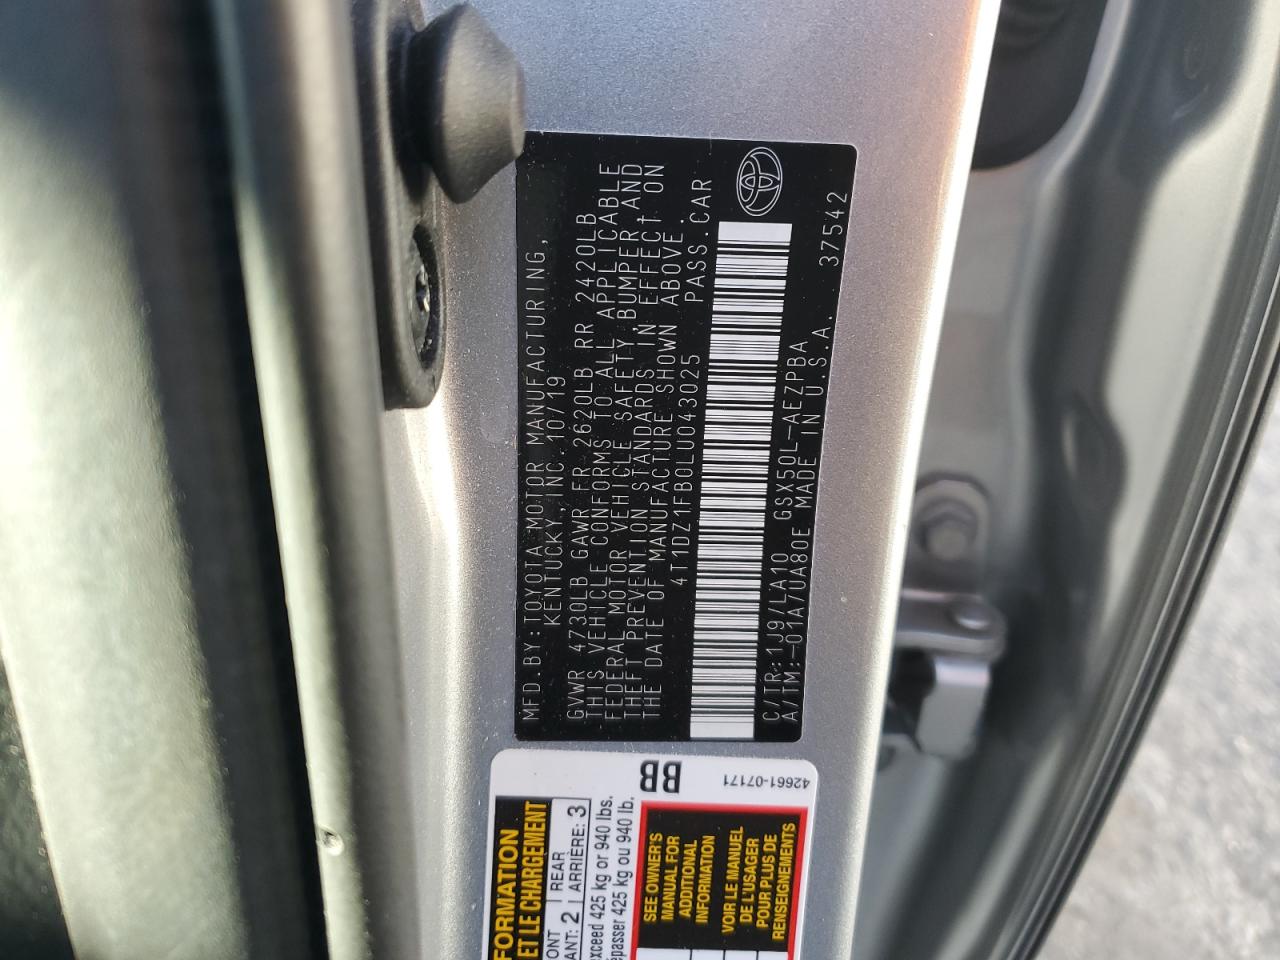 MFD.BY:TOYOTA MOTOR MANUFACTURING,
KENTUCKY, INC 10/19
GVWR 4730LB GAWR FR 2620LB RR 2420LB
THIS VEHICLE CONFORMS TO ALL APPLICABLE
FEDERAL MOTOR VEHICLE SAFETY, BUMPER, AND
THEFT PREVENTION STANDARDS IN EFFECT ON
THE DATE OF MANUFACTURE SHOWN ABOVE.
4T1DZ1FB0LU043025 PASS.CAR
C/TR:1J9/LA10 GSX50L-AEZPBA
A/TM:-01A/UA80E MADE IN U.S.A. 37542
BB
42661-07171
FORMATION
ET LE CHARGEMENT
ONT 2 REAR 3
ANT: ARRIÈRE:
exceed 425 kg or 940 lbs.
épasser 425 kg ou 940 lb.
SEE OWNER'S
MANUAL FOR
ADDITIONAL
INFORMATION
VOIR LE MANUEL
DE L'USAGER
POUR PLUS DE
RENSEIGNEMENTS